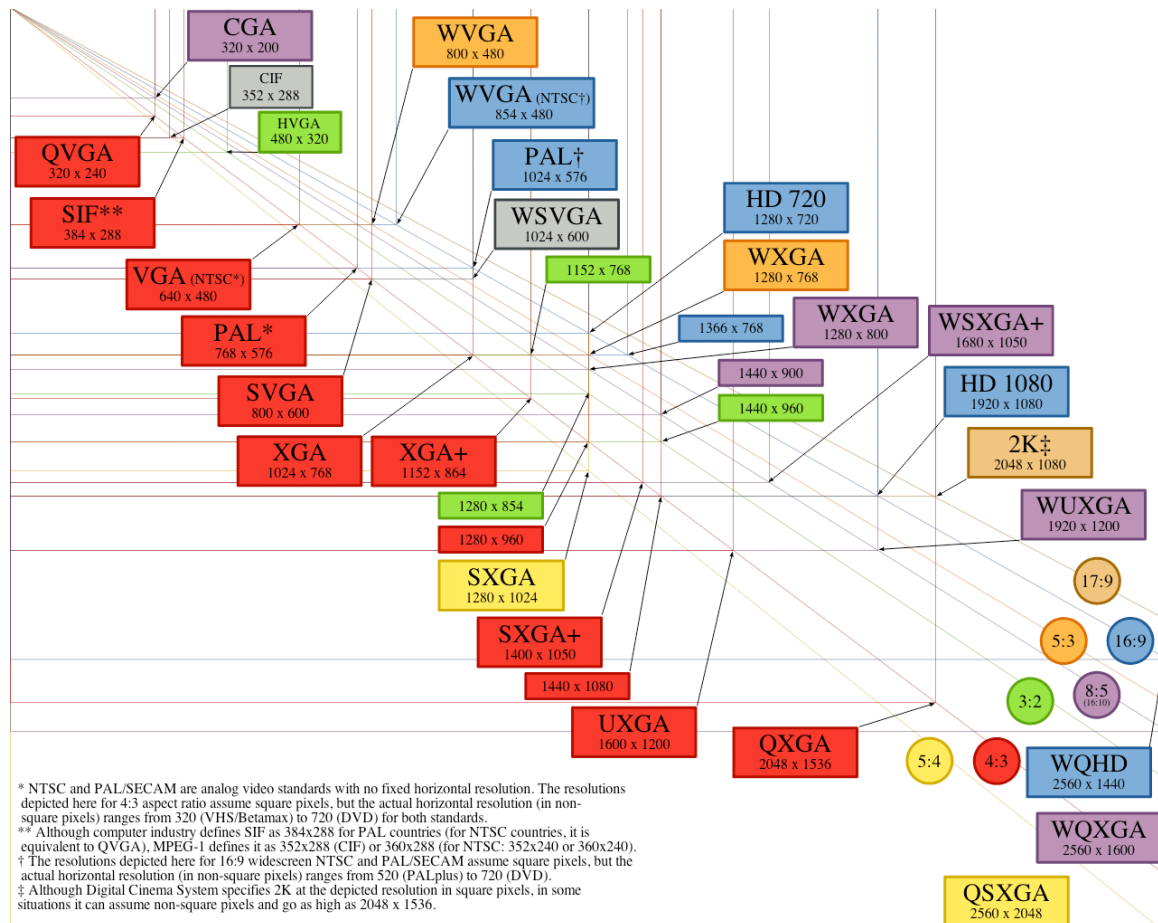 CGA
320 x 200
WVGA
800 x 480
CIF
352 x 288
WVGA (NTSC†)
854 x 480
HVGA
480 x 320
QVGA
320 x 240
PAL†
1024 x 576
SIF**
384 x 288
WSVGA
1024 x 600
HD 720
1280 x 720
VGA (NTSC*)
640 x 480
1152 x 768
WXGA
1280 x 768
PAL*
768 x 576
1366 x 768
WXGA
1280 x 800
WSXGA+
1680 x 1050
SVGA
800 x 600
1440 x 900
HD 1080
1920 x 1080
1440 x 960
XGA
1024 x 768
XGA+
1152 x 864
2K‡
2048 x 1080
1280 x 854
WUXGA
1920 x 1200
1280 x 960
SXGA
1280 x 1024
17:9
SXGA+
1400 x 1050
5:3
16:9
1440 x 1080
3:2
8:5
(16:10)
UXGA
1600 x 1200
QXGA
2048 x 1536
5:4
4:3
WQHD
2560 x 1440
WQXGA
2560 x 1600
QSXGA
2560 x 2048
* NTSC and PAL/SECAM are analog video standards with no fixed horizontal resolution. The resolutions
depicted here for 4:3 aspect ratio assume square pixels, but the actual horizontal resolution (in non-
square pixels) ranges from 320 (VHS/Betamax) to 720 (DVD) for both standards.
** Although computer industry defines SIF as 384x288 for PAL countries (for NTSC countries, it is
equivalent to QVGA), MPEG-1 defines it as 352x288 (CIF) or 360x288 (for NTSC: 352x240 or 360x240).
† The resolutions depicted here for 16:9 widescreen NTSC and PAL/SECAM assume square pixels, but the
actual horizontal resolution (in non-square pixels) ranges from 520 (PALplus) to 720 (DVD).
‡ Although Digital Cinema System specifies 2K at the depicted resolution in square pixels, in some
situations it can assume non-square pixels and go as high as 2048 x 1536.